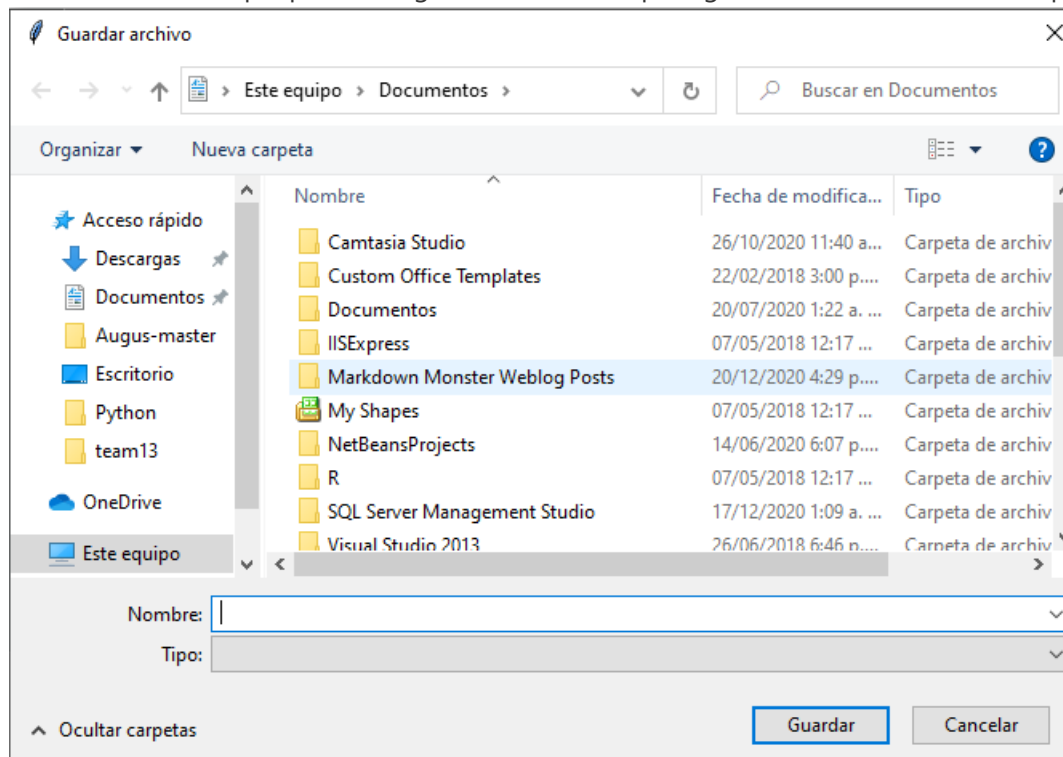 Guardar archivo
Este equipo > Documentos >
Buscar en Documentos
Organizar
Nueva carpeta
Acceso rápido
Descargas
Documentos
Augus-master
Escritorio
Python
team13
OneDrive
Este equipo
Nombre Fecha de modifica... Tipo
Camtasia Studio 26/10/2020 11:40 a... Carpeta de archiv
Custom Office Templates 22/02/2018 3:00 p.... Carpeta de archiv
Documentos 20/07/2020 1:22 a. ... Carpeta de archiv
IISExpress 07/05/2018 12:17 ... Carpeta de archiv
Markdown Monster Weblog Posts 20/12/2020 4:29 p.... Carpeta de archiv
My Shapes 07/05/2018 12:17 ... Carpeta de archiv
NetBeansProjects 14/06/2020 6:07 p.... Carpeta de archiv
R 07/05/2018 12:17 ... Carpeta de archiv
SQL Server Management Studio 17/12/2020 1:09 a. ... Carpeta de archiv
Visual Studio 2013 26/06/2018 6:46 p.... Carpeta de archiv
Nombre:
Tipo:
Ocultar carpetas
Guardar
Cancelar